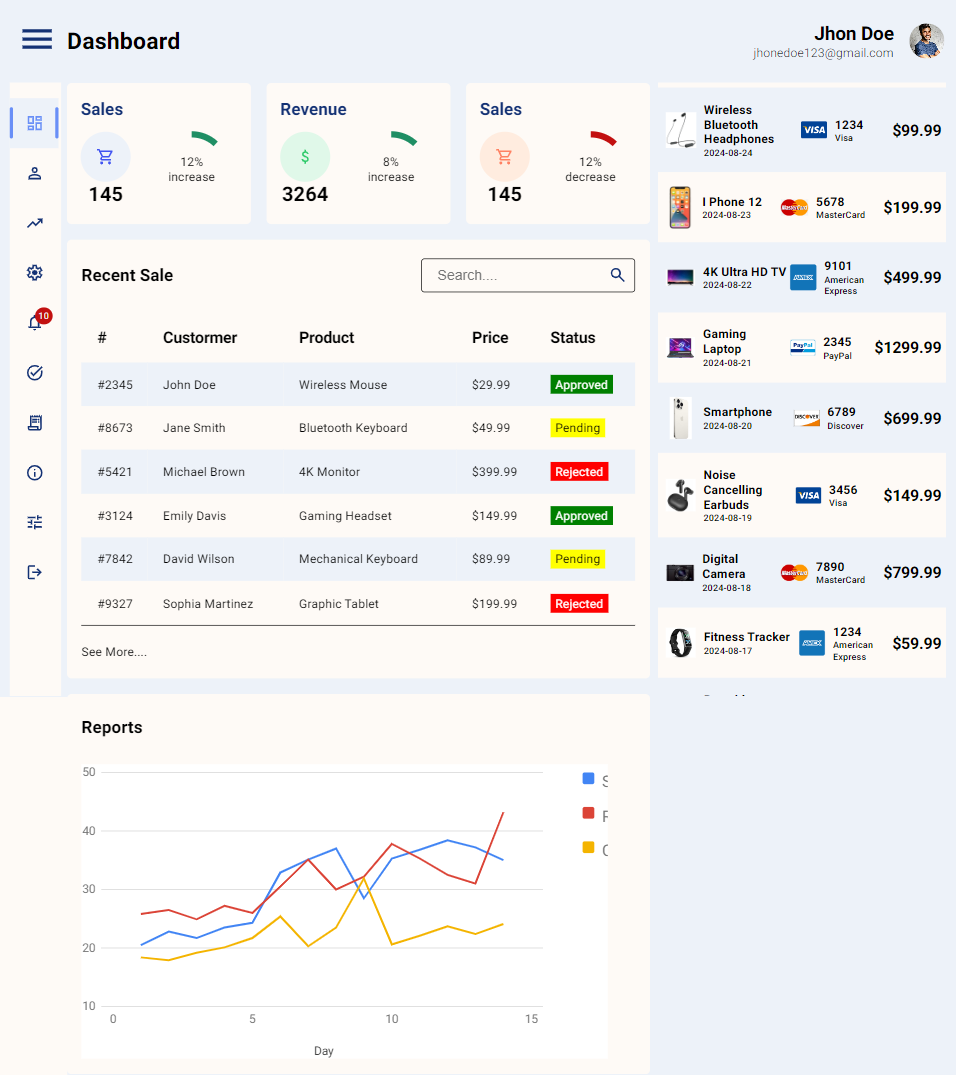 Dashboard
Jhon Doe
jhonedoe123@gmail.com
10
Sales
12%
increase
145
Revenue
8%
increase
3264
Sales
12%
decrease
145
Recent Sale
Search....
# Custormer Product Price Status
#2345 John Doe Wireless Mouse $29.99 Approved
#8673 Jane Smith Bluetooth Keyboard $49.99 Pending
#5421 Michael Brown 4K Monitor $399.99 Rejected
#3124 Emily Davis Gaming Headset $149.99 Approved
#7842 David Wilson Mechanical Keyboard $89.99 Pending
#9327 Sophia Martinez Graphic Tablet $199.99 Rejected
See More....
Wireless
Bluetooth
Headphones
2024-08-24
VISA
1234
Visa
$99.99
I Phone 12
2024-08-23
MasterCard
5678
MasterCard
$199.99
4K Ultra HD TV
2024-08-22
AMEX
9101
American
Express
$499.99
Gaming
Laptop
2024-08-21
PayPal
2345
PayPal
$1299.99
Smartphone
2024-08-20
DISCOVER
6789
Discover
$699.99
Noise
Cancelling
Earbuds
2024-08-19
VISA
3456
Visa
$149.99
Digital
Camera
2024-08-18
MasterCard
7890
MasterCard
$799.99
Fitness Tracker
2024-08-17
AMEX
1234
American
Express
$59.99
Reports
50
40
30
20
10
0 5 10 15
Day